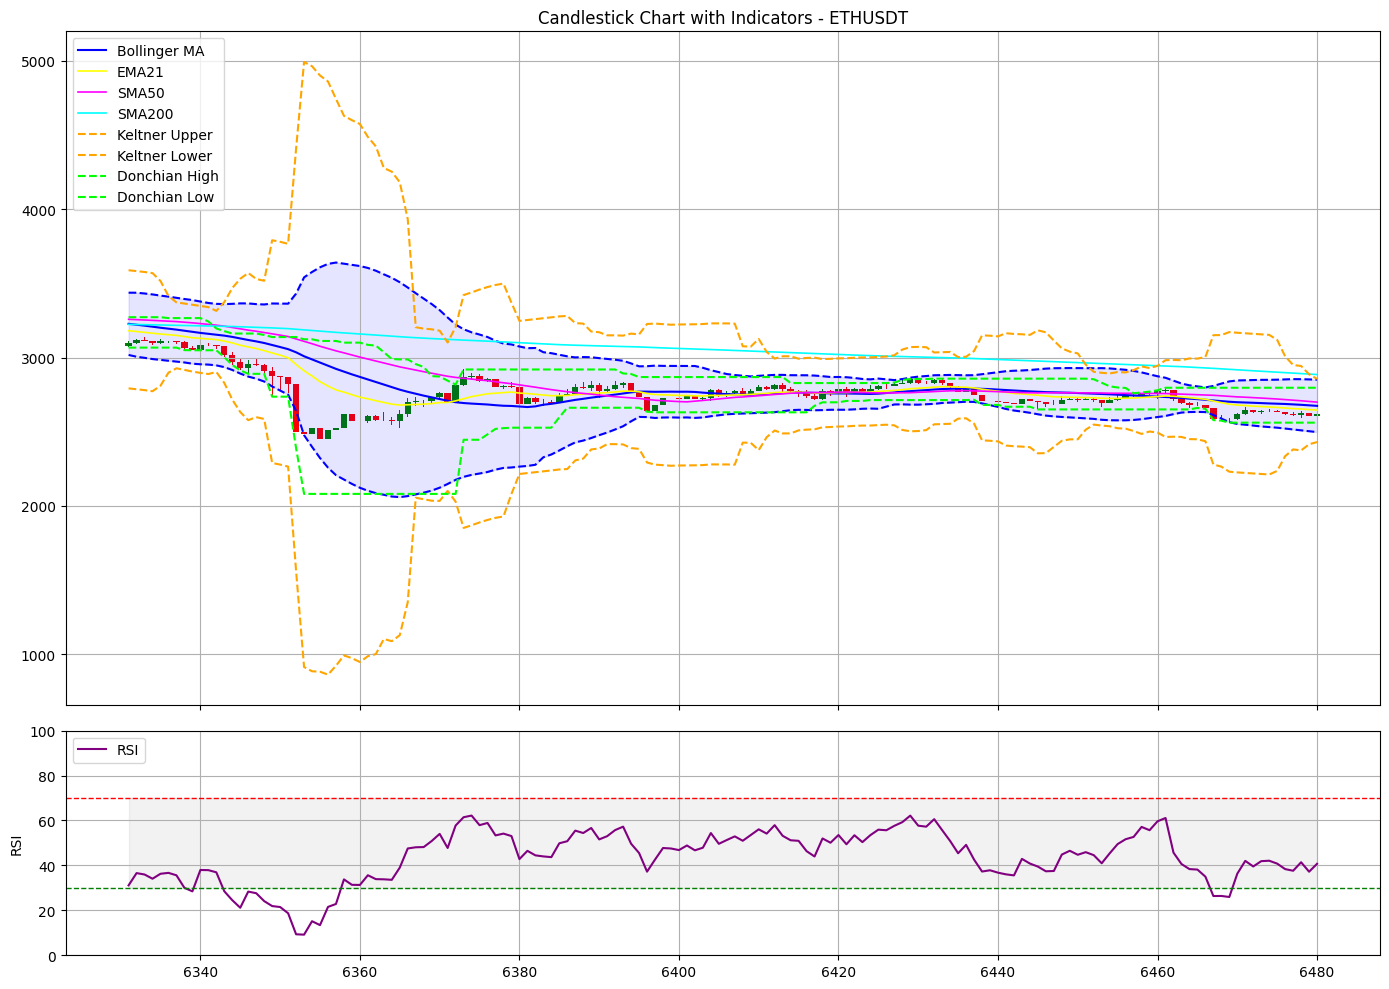 Candlestick Chart with Indicators - ETHUSDT
Bollinger MA
EMA21
SMA50
SMA200
Keltner Upper
Keltner Lower
Donchian High
Donchian Low
5000
4000
3000
2000
1000
RSI
100
80
60
40
20
0
RSI
6340
6360
6380
6400
6420
6440
6460
6480